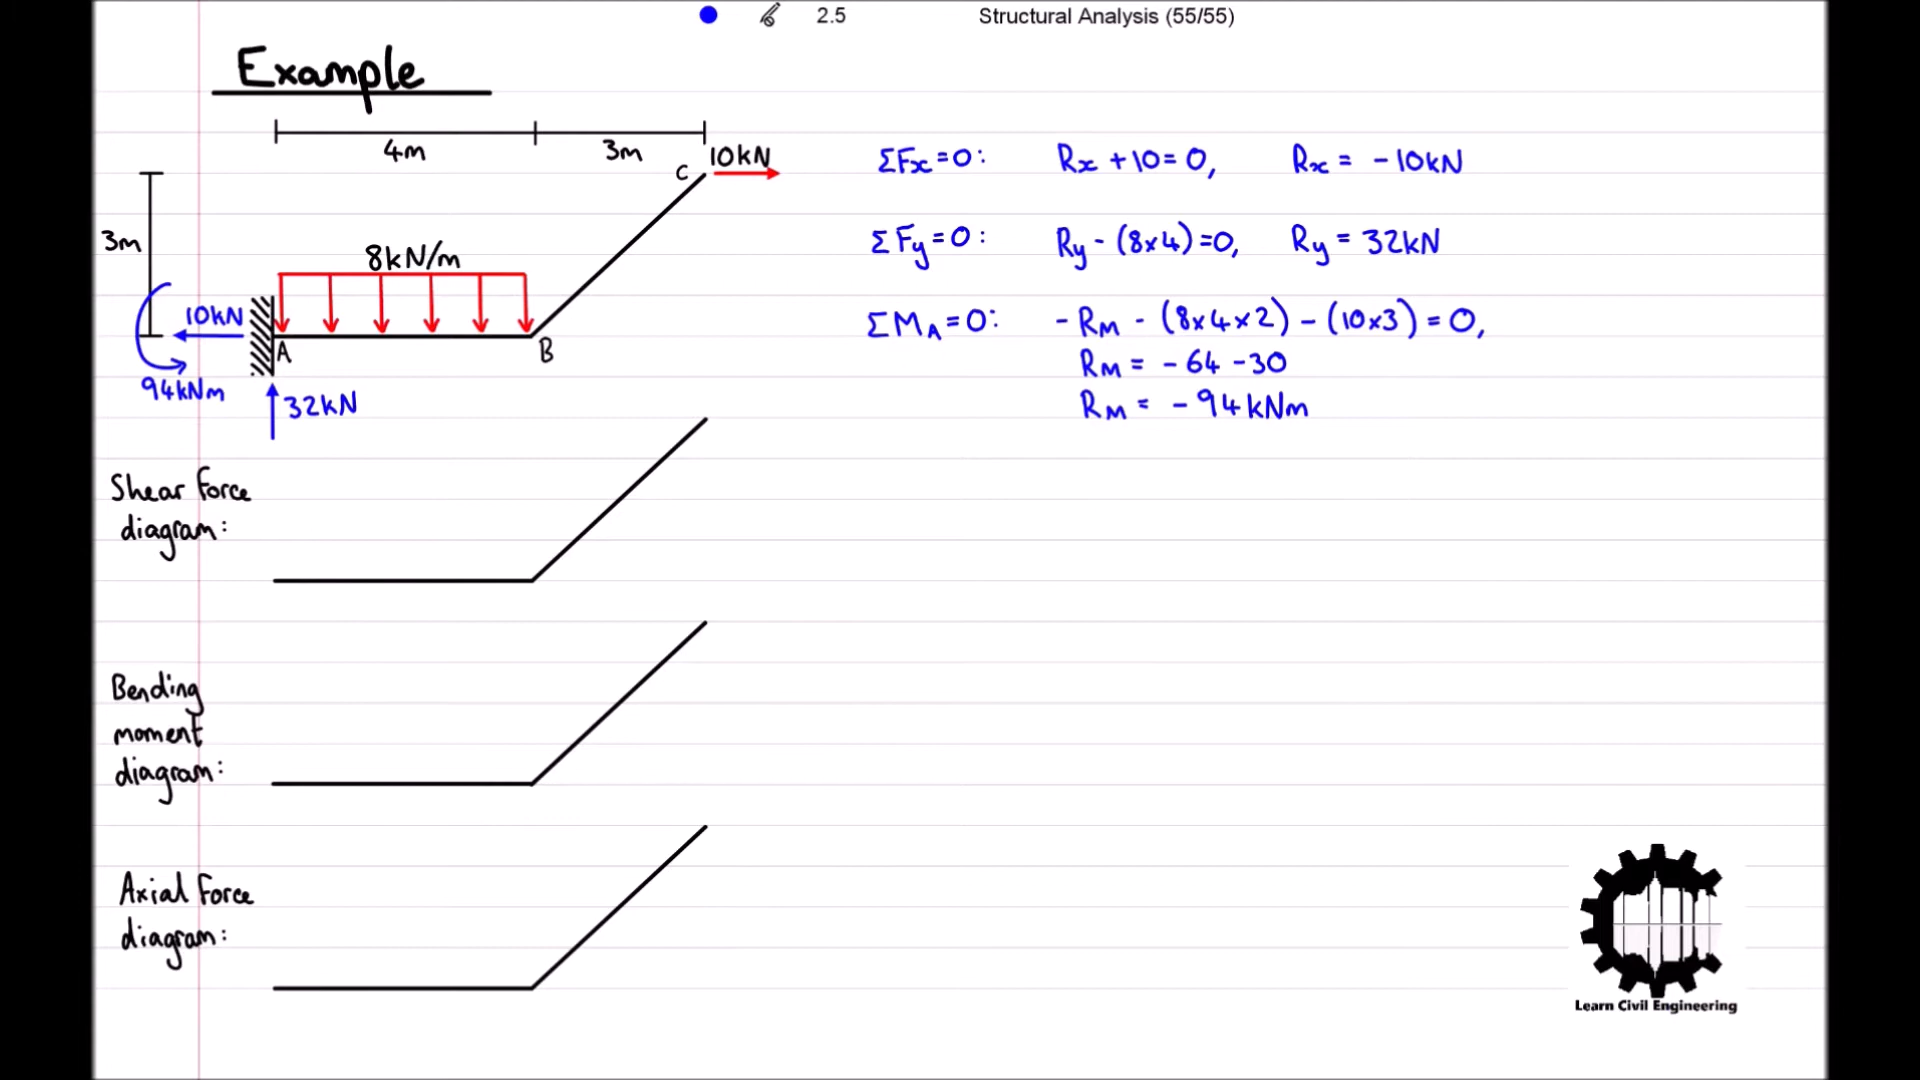 2.5 Structural Analysis (55/55)
Example
4m 3m
C 10kN
3m
8kN/m
10kN
A B
94kNm
32kN
ΣFx=0: Rx +10=0, Rx = -10kN
ΣFy=0: Ry - (8x4)=0, Ry = 32kN
ΣMA=0: -RM - (8x4x2) - (10x3) = 0,
RM = -64 -30
RM = -94kNm
Shear Force
diagram:
Bending
moment
diagram:
Axial Force
diagram:
Learn Civil Engineering